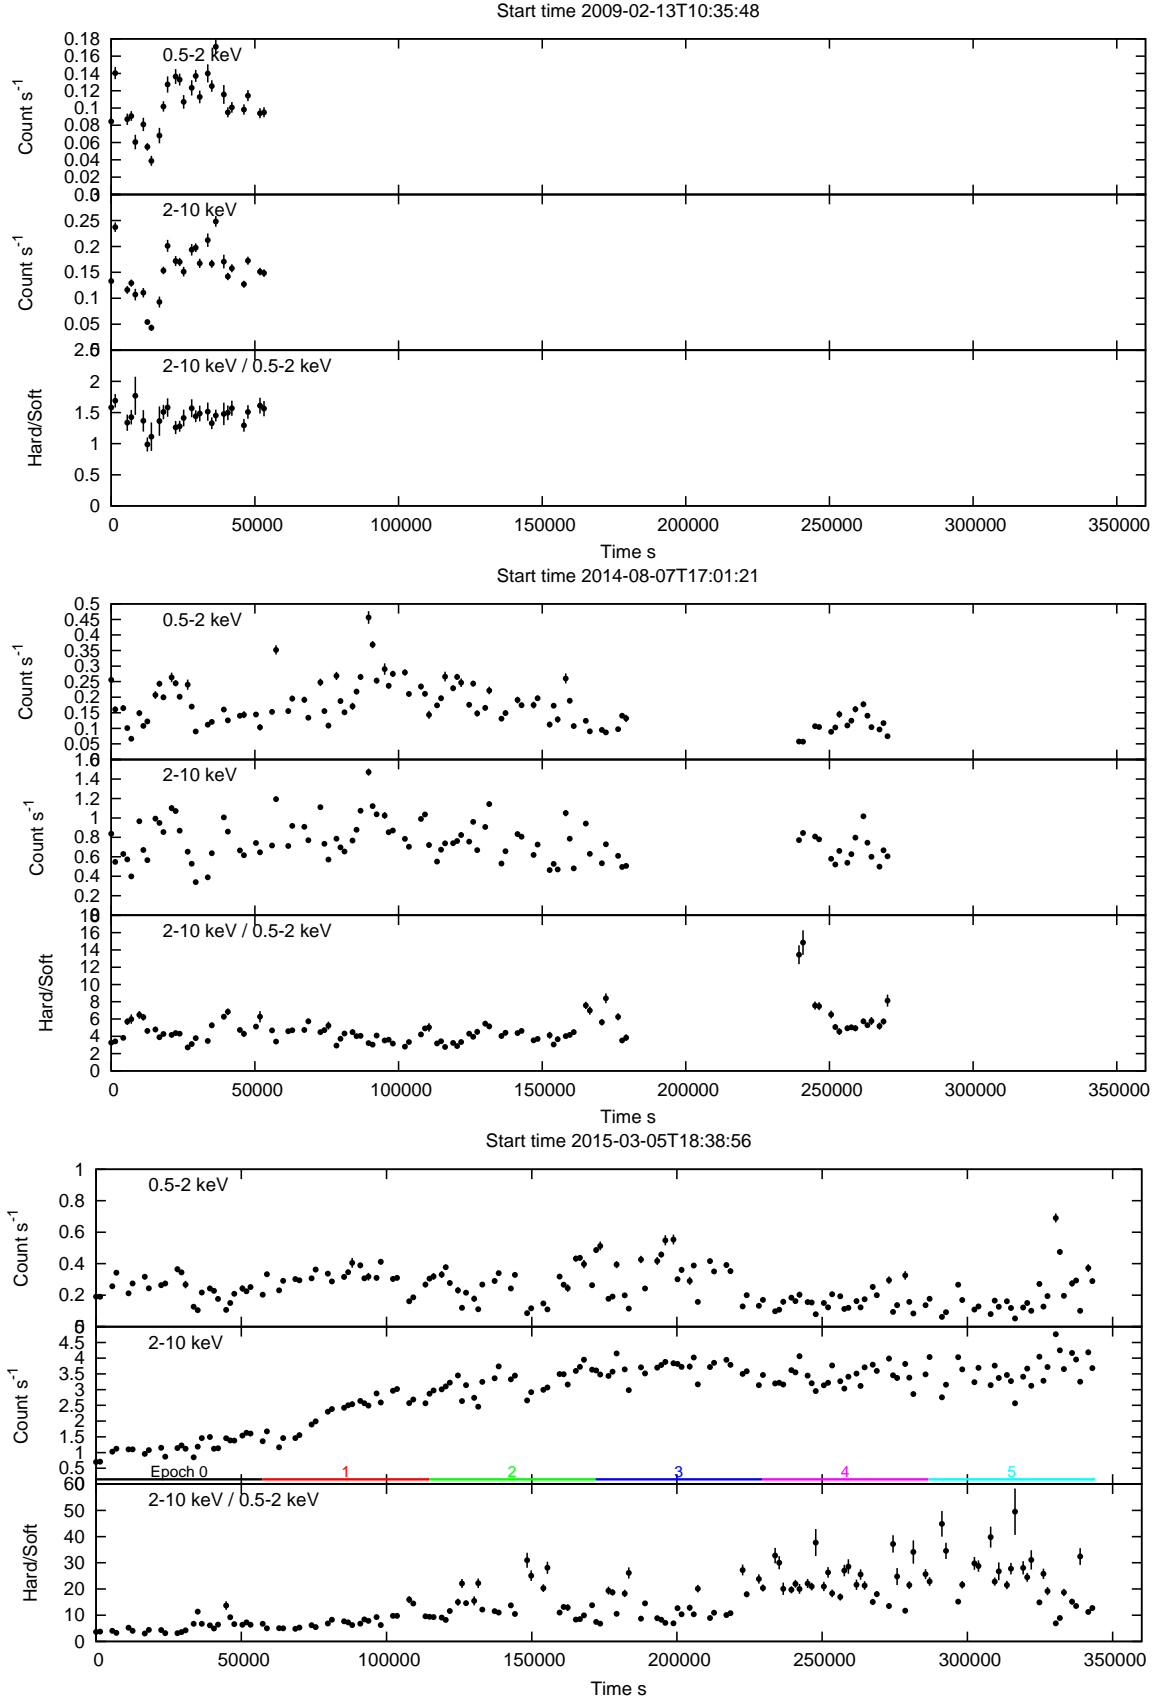 Start time 2009-02-13T10:35:48
0.5-2 keV
Count s-1
0.18
0.16
0.14
0.12
0.1
0.08
0.06
0.04
0.02
0
2-10 keV
Count s-1
0.3
0.25
0.2
0.15
0.1
0.05
0
2-10 keV / 0.5-2 keV
Hard/Soft
2.5
2
1.5
1
0.5
0
0 50000 100000 150000 200000 250000 300000 350000
Time s
Start time 2014-08-07T17:01:21
0.5-2 keV
Count s-1
0.5
0.45
0.4
0.35
0.3
0.25
0.2
0.15
0.1
0.05
0
2-10 keV
Count s-1
1.6
1.4
1.2
1
0.8
0.6
0.4
0.2
0
2-10 keV / 0.5-2 keV
Hard/Soft
18
16
14
12
10
8
6
4
2
0
0 50000 100000 150000 200000 250000 300000 350000
Time s
Start time 2015-03-05T18:38:56
0.5-2 keV
Count s-1
1
0.8
0.6
0.4
0.2
0
2-10 keV
Count s-1
5
4.5
4
3.5
3
2.5
2
1.5
1
0.5
0
Epoch 0 1 2 3 4 5
2-10 keV / 0.5-2 keV
Hard/Soft
60
50
40
30
20
10
0
0 50000 100000 150000 200000 250000 300000 350000
Time s